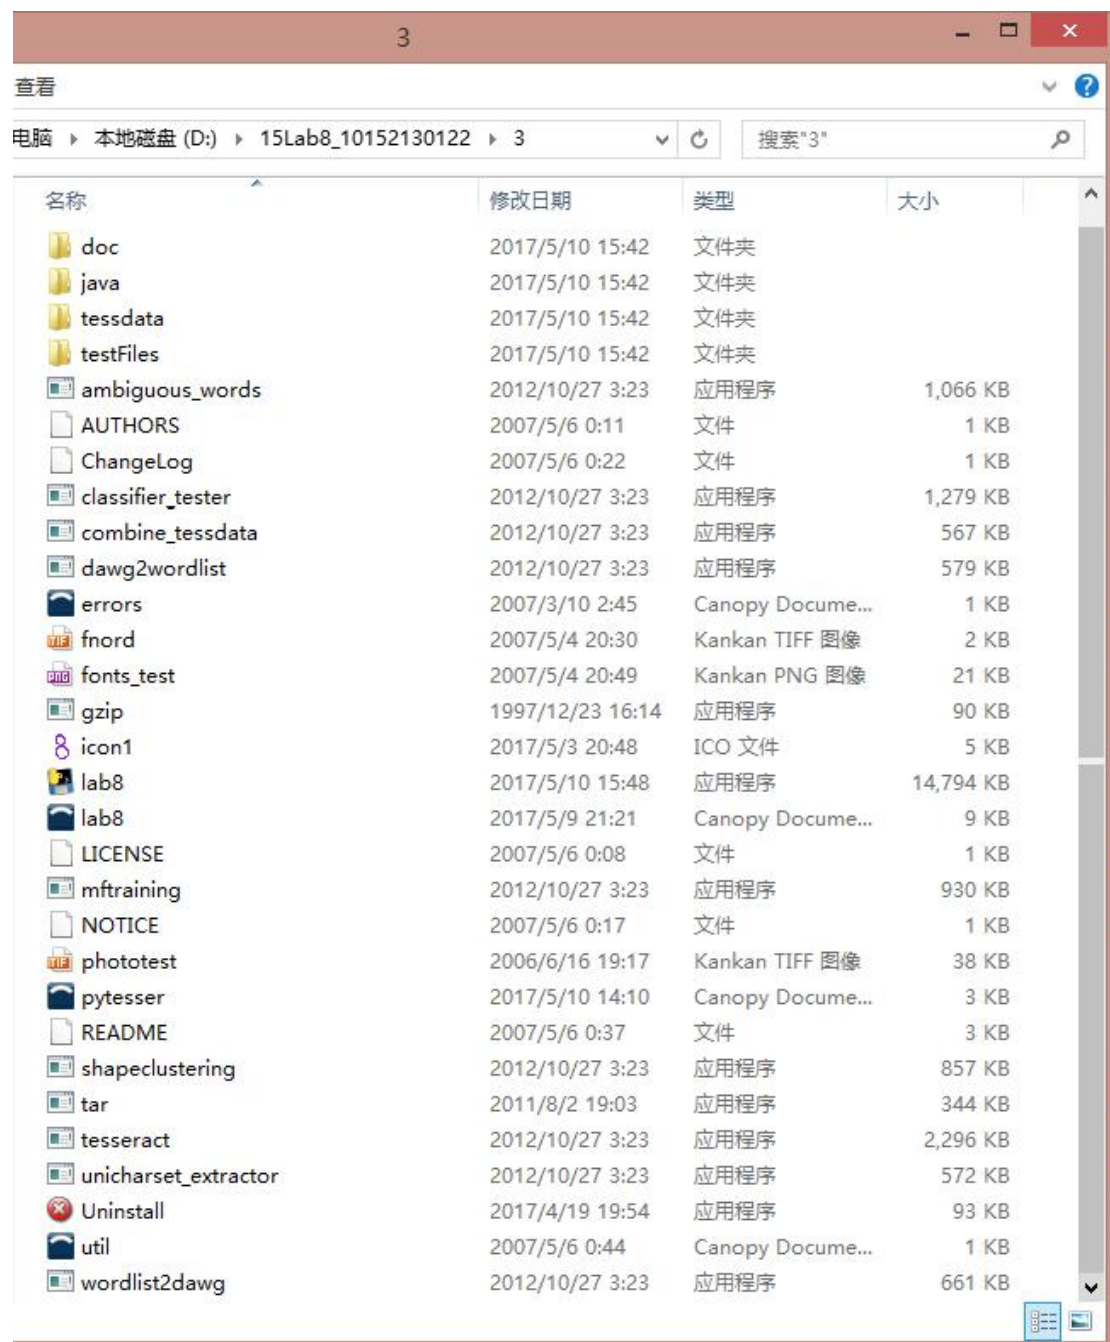 3
查看
电脑 本地磁盘 (D:) 15Lab8_10152130122 3 搜索"3"
名称 修改日期 类型 大小
doc 2017/5/10 15:42 文件夹
java 2017/5/10 15:42 文件夹
tessdata 2017/5/10 15:42 文件夹
testFiles 2017/5/10 15:42 文件夹
ambiguous_words 2012/10/27 3:23 应用程序 1,066 KB
AUTHORS 2007/5/6 0:11 文件 1 KB
ChangeLog 2007/5/6 0:22 文件 1 KB
classifier_tester 2012/10/27 3:23 应用程序 1,279 KB
combine_tessdata 2012/10/27 3:23 应用程序 567 KB
dawg2wordlist 2012/10/27 3:23 应用程序 579 KB
errors 2007/3/10 2:45 Canopy Docume... 1 KB
fnord 2007/5/4 20:30 Kankan TIFF 图像 2 KB
fonts_test 2007/5/4 20:49 Kankan PNG 图像 21 KB
gzip 1997/12/23 16:14 应用程序 90 KB
icon1 2017/5/3 20:48 ICO 文件 5 KB
lab8 2017/5/10 15:48 应用程序 14,794 KB
lab8 2017/5/9 21:21 Canopy Docume... 9 KB
LICENSE 2007/5/6 0:08 文件 1 KB
mftraining 2012/10/27 3:23 应用程序 930 KB
NOTICE 2007/5/6 0:17 文件 1 KB
phototest 2006/6/16 19:17 Kankan TIFF 图像 38 KB
pytesser 2017/5/10 14:10 Canopy Docume... 3 KB
README 2007/5/6 0:37 文件 3 KB
shapeclustering 2012/10/27 3:23 应用程序 857 KB
tar 2011/8/2 19:03 应用程序 344 KB
tesseract 2012/10/27 3:23 应用程序 2,296 KB
unicharset_extractor 2012/10/27 3:23 应用程序 572 KB
Uninstall 2017/4/19 19:54 应用程序 93 KB
util 2007/5/6 0:44 Canopy Docume... 1 KB
wordlist2dawg 2012/10/27 3:23 应用程序 661 KB